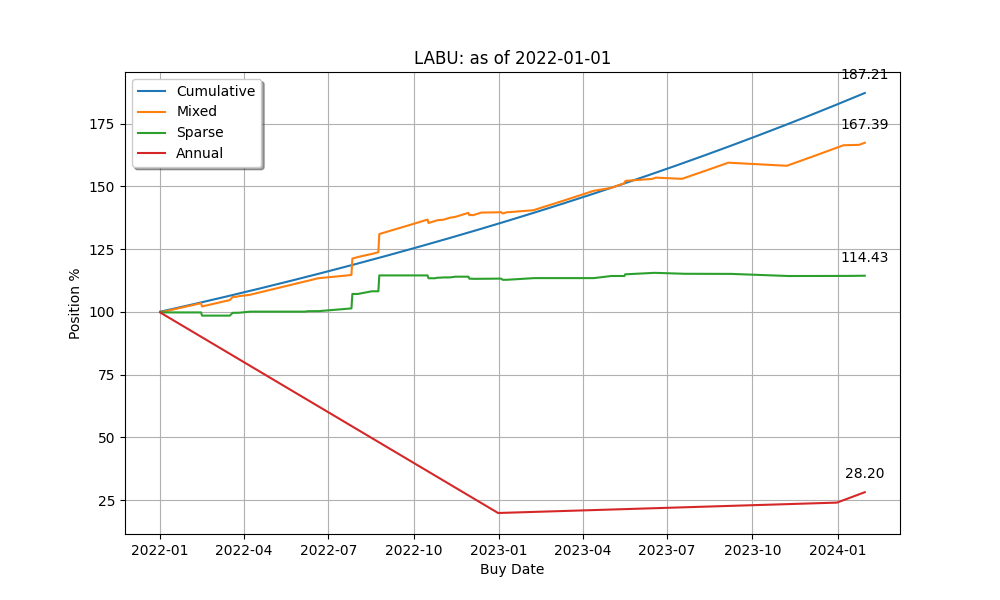 LABU: as of 2022-01-01
187.21
Cumulative
Mixed
Sparse
Annual
167.39
114.43
28.20
175
150
125
100
75
50
25
Position %
2022-01 2022-04 2022-07 2022-10 2023-01 2023-04 2023-07 2023-10 2024-01
Buy Date